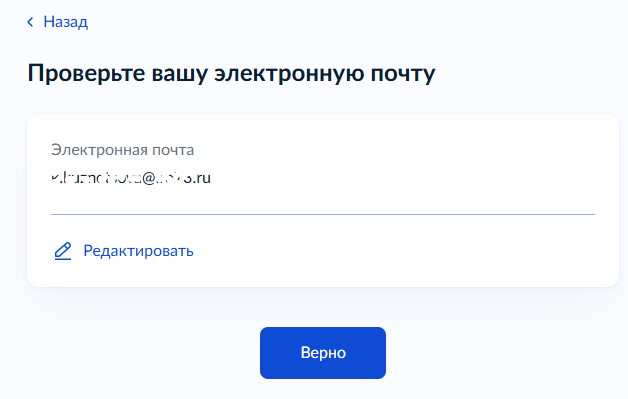 Назад
Проверьте вашу электронную почту
Электронная почта
Редактировать
Верно